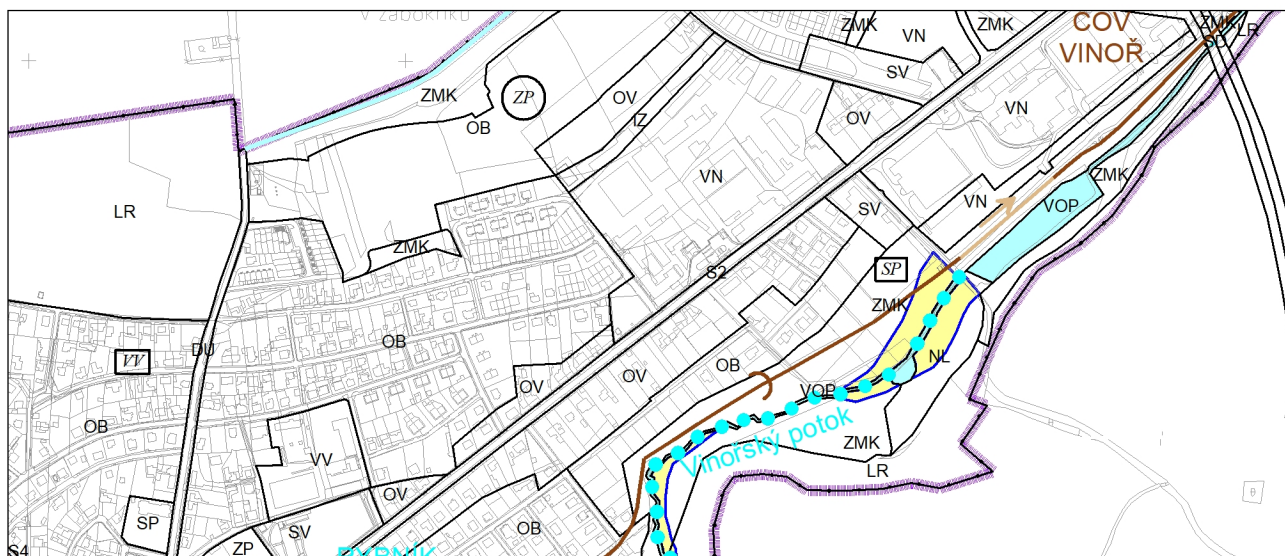 v Žabokřiku
ZMK
VN
ZMK
ČOV
VINOŘ
ZMK
SD
LR
SV
ZMK
ZP
OV
OB
IZ
OV
VN
VN
ZMK
LR
VN
SV
VOP
ZMK
S2
SP
ZMK
DU
VV
OB
OV
OV
OB
NL
VOP
Vinořský potok
OB
VV
ZMK
LR
OV
SP
SV
OB
ZP
S4
RYBNÍK